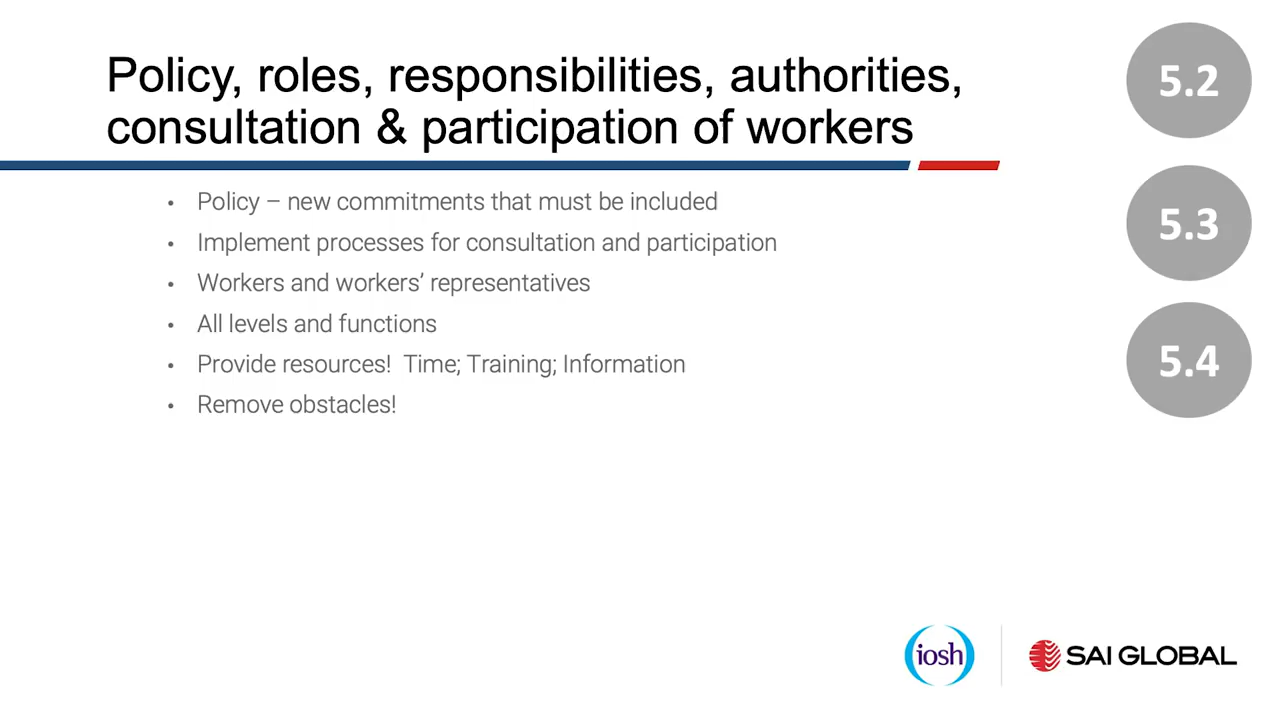 Policy, roles, responsibilities, authorities,
consultation & participation of workers
5.2
5.3
5.4
• Policy – new commitments that must be included
• Implement processes for consultation and participation
• Workers and workers’ representatives
• All levels and functions
• Provide resources!  Time; Training; Information
• Remove obstacles!
iosh
SAI GLOBAL